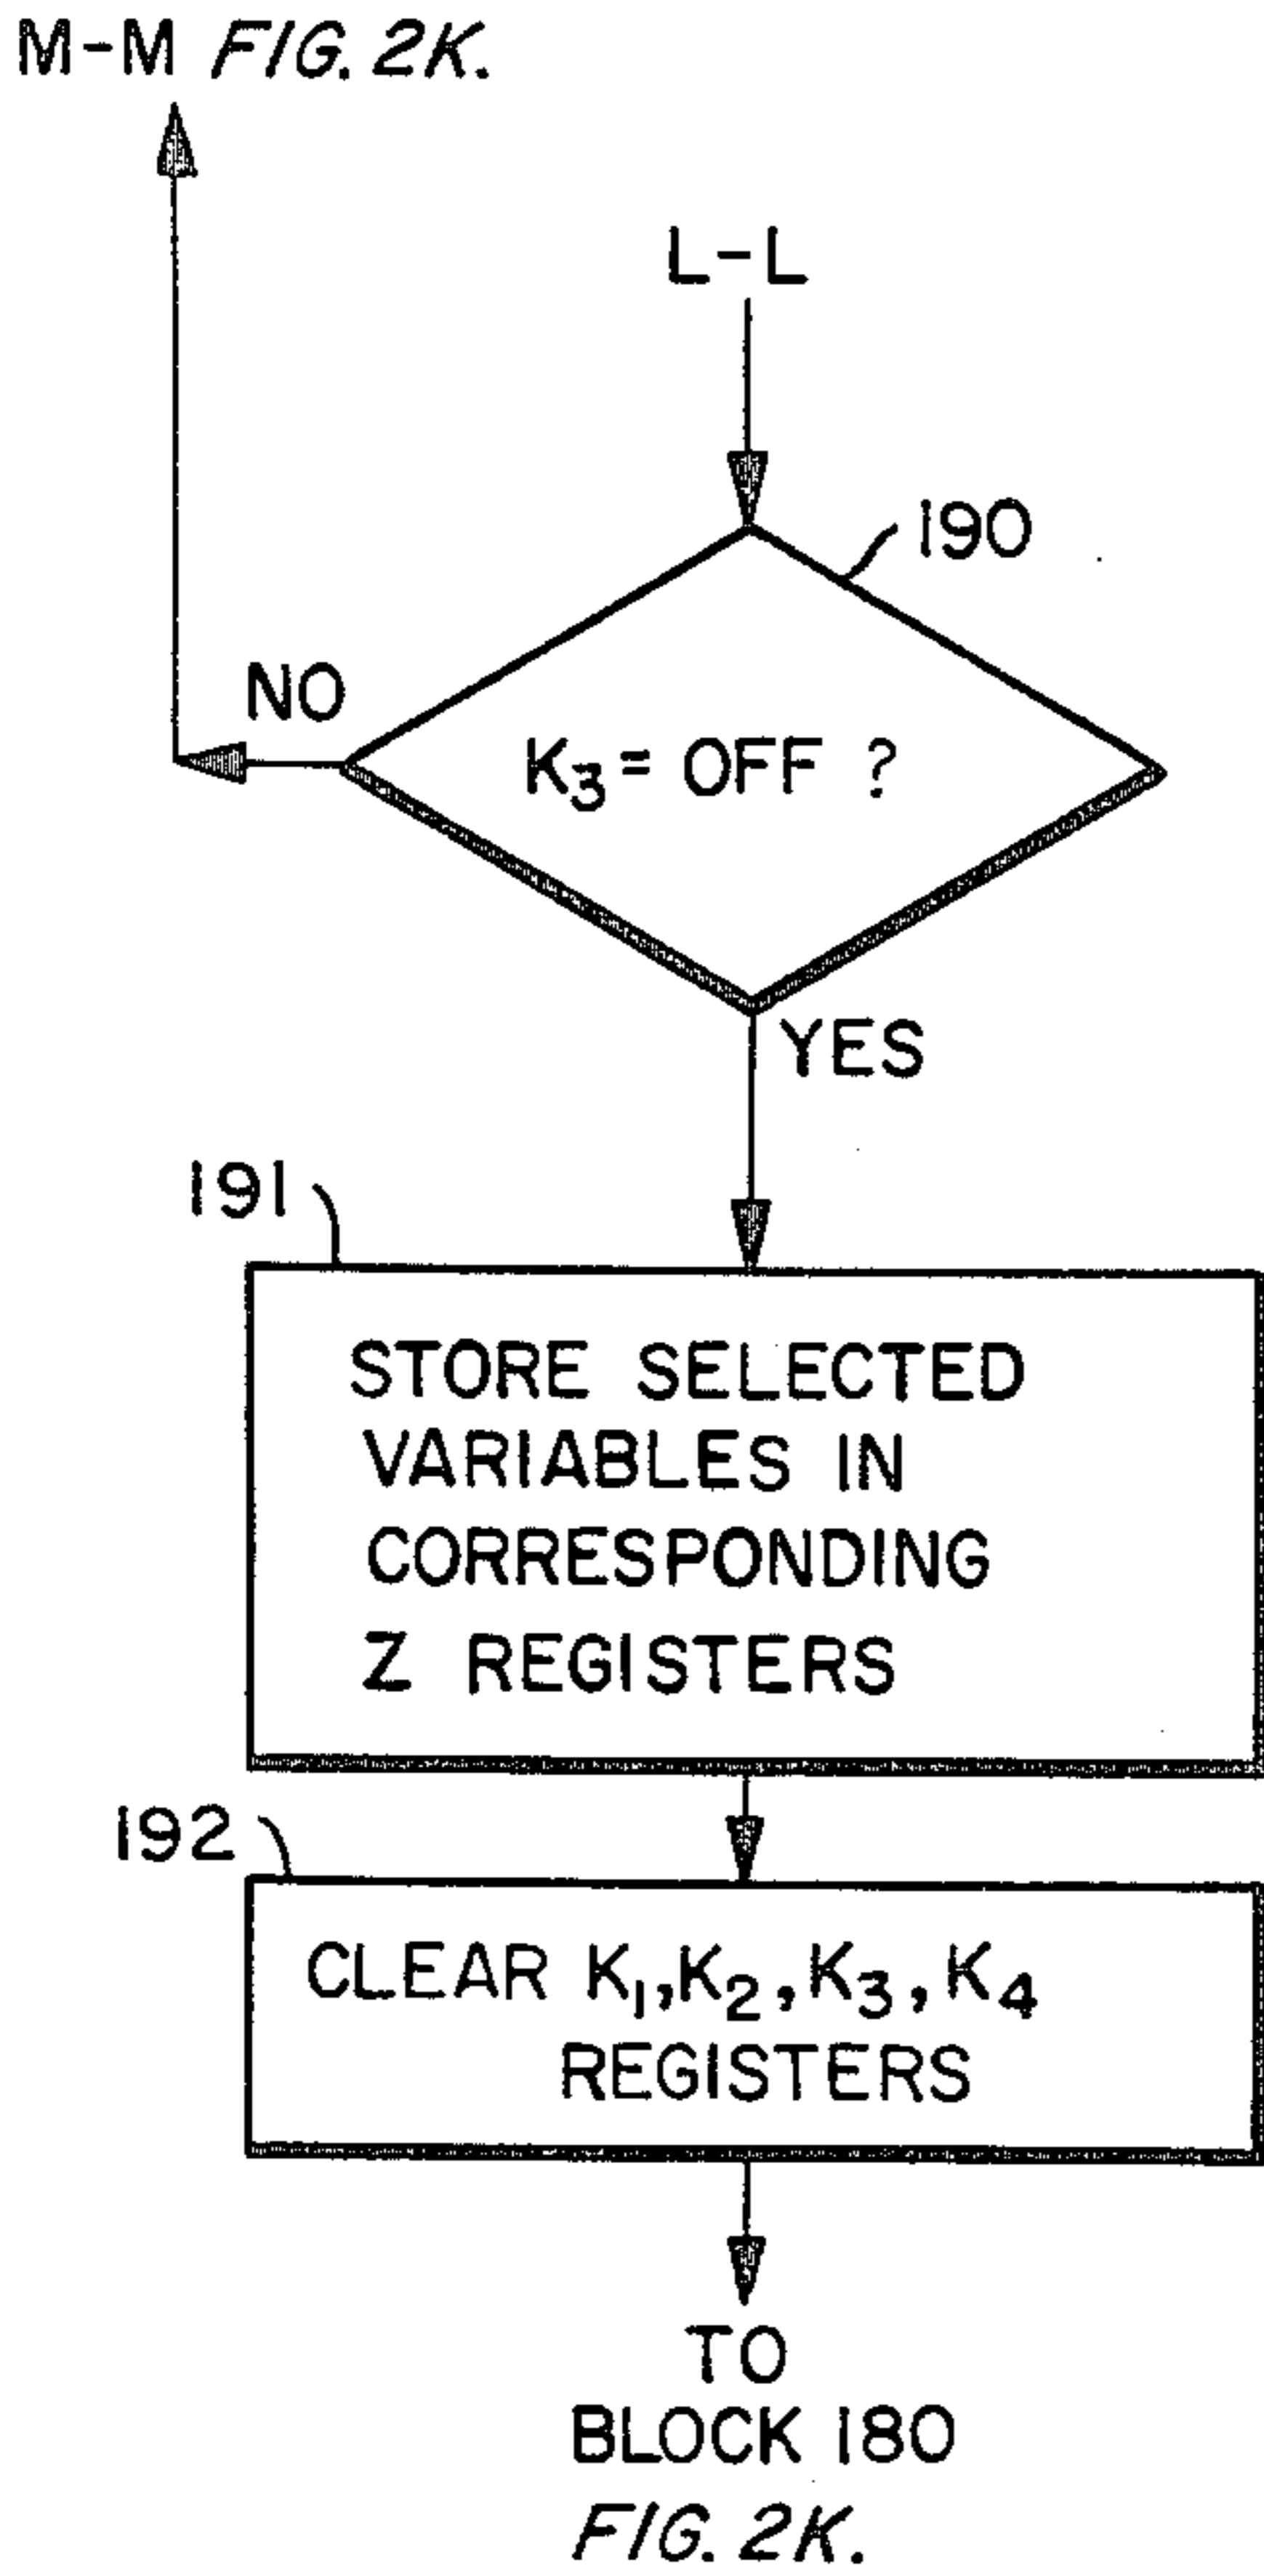 M-M FIG. 2K.
L-L
190
NO
K₃ = OFF ?
YES
191
STORE SELECTED
VARIABLES IN
CORRESPONDING
Z REGISTERS
192
CLEAR K₁, K₂, K₃, K₄
REGISTERS
TO
BLOCK 180
FIG. 2K.